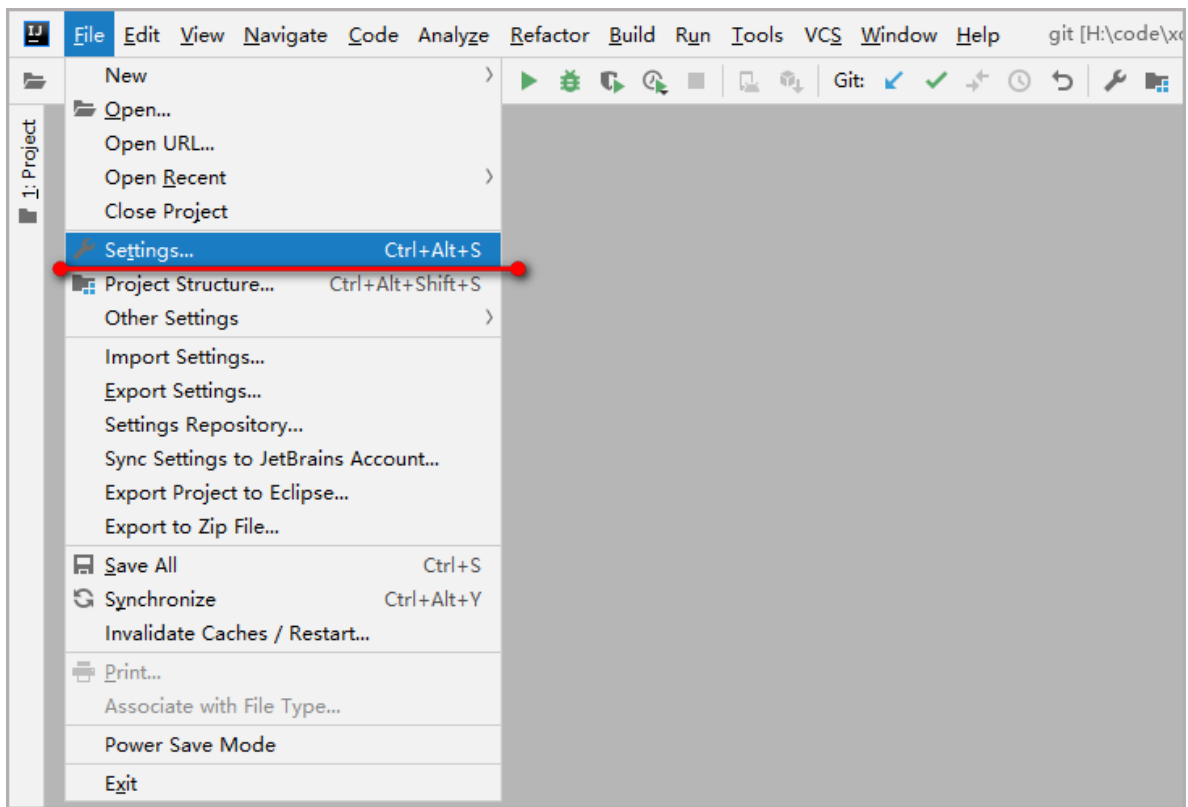 IJ File Edit View Navigate Code Analyze Refactor Build Run Tools VCS Window Help git [H:\code\x
Git:
1: Project
New
Open...
Open URL...
Open Recent
Close Project
Settings... Ctrl+Alt+S
Project Structure... Ctrl+Alt+Shift+S
Other Settings
Import Settings...
Export Settings...
Settings Repository...
Sync Settings to JetBrains Account...
Export Project to Eclipse...
Export to Zip File...
Save All Ctrl+S
Synchronize Ctrl+Alt+Y
Invalidate Caches / Restart...
Print...
Associate with File Type...
Power Save Mode
Exit